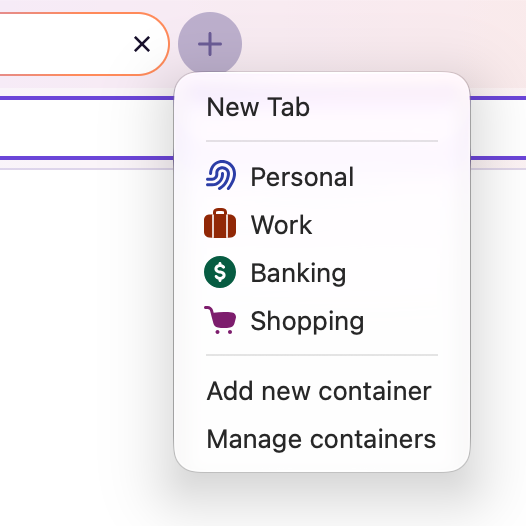 New Tab
Personal
Work
Banking
Shopping
Add new container
Manage containers